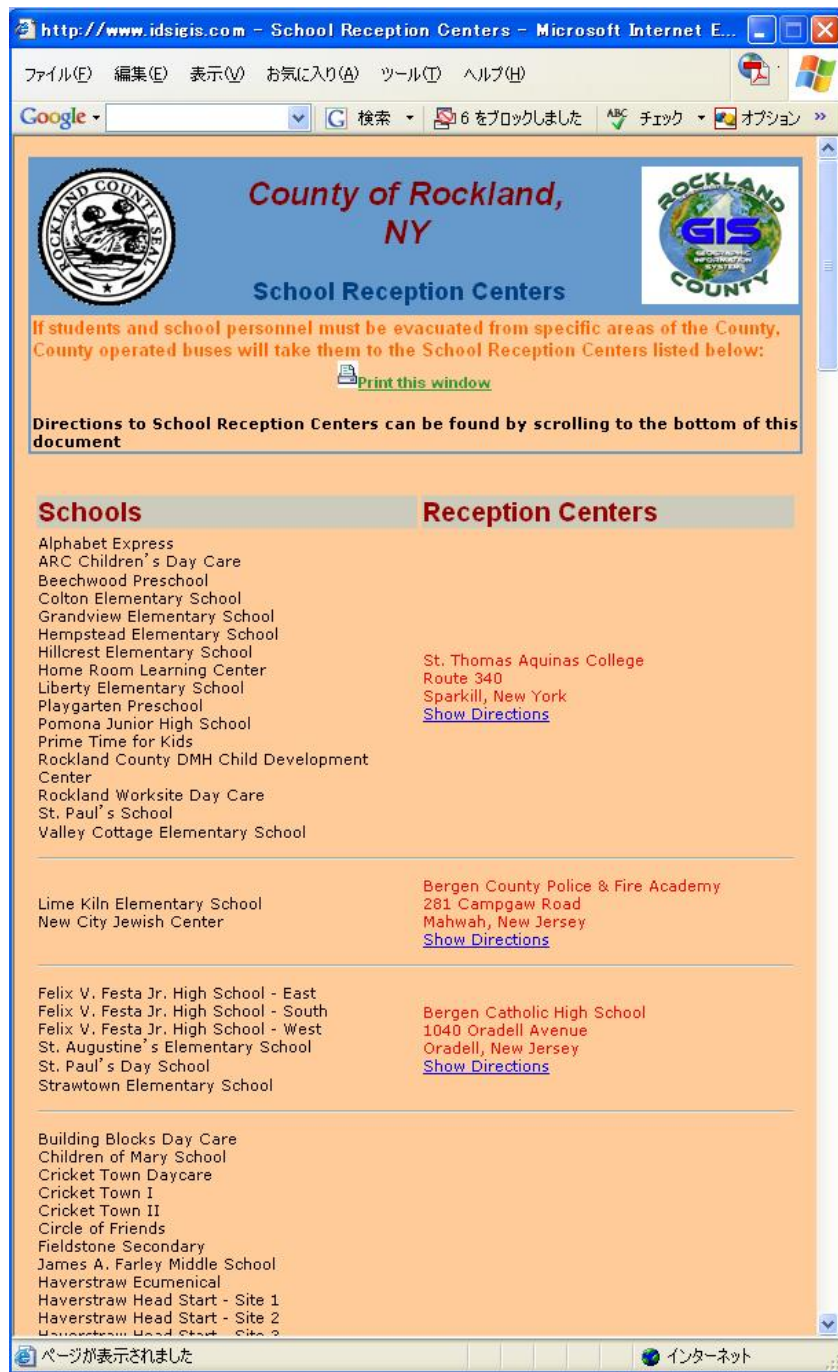 http://www.idsigis.com - School Reception Centers - Microsoft Internet E...
ファイル(F) 編集(E) 表示(V) お気に入り(A) ツール(T) ヘルプ(H)
Google 検索 6 をブロックしました ABC チェック オプション »
ROCKLAND COUNTY SEAL
County of Rockland,
NY
School Reception Centers
ROCKLAND
GIS
GEOGRAPHIC
INFORMATION
SYSTEM
COUNTY
If students and school personnel must be evacuated from specific areas of the County,
County operated buses will take them to the School Reception Centers listed below:
Print this window
Directions to School Reception Centers can be found by scrolling to the bottom of this
document
Schools
Reception Centers
Alphabet Express
ARC Children's Day Care
Beechwood Preschool
Colton Elementary School
Grandview Elementary School
Hempstead Elementary School
Hillcrest Elementary School
Home Room Learning Center
Liberty Elementary School
Playgarten Preschool
Pomona Junior High School
Prime Time for Kids
Rockland County DMH Child Development
Center
Rockland Worksite Day Care
St. Paul's School
Valley Cottage Elementary School
St. Thomas Aquinas College
Route 340
Sparkill, New York
Show Directions
Lime Kiln Elementary School
New City Jewish Center
Bergen County Police & Fire Academy
281 Campgaw Road
Mahwah, New Jersey
Show Directions
Felix V. Festa Jr. High School - East
Felix V. Festa Jr. High School - South
Felix V. Festa Jr. High School - West
St. Augustine's Elementary School
St. Paul's Day School
Strawtown Elementary School
Bergen Catholic High School
1040 Oradell Avenue
Oradell, New Jersey
Show Directions
Building Blocks Day Care
Children of Mary School
Cricket Town Daycare
Cricket Town I
Cricket Town II
Circle of Friends
Fieldstone Secondary
James A. Farley Middle School
Haverstraw Ecumenical
Haverstraw Head Start - Site 1
Haverstraw Head Start - Site 2
Haverstraw Head Start - Site 3
ページが表示されました インターネット